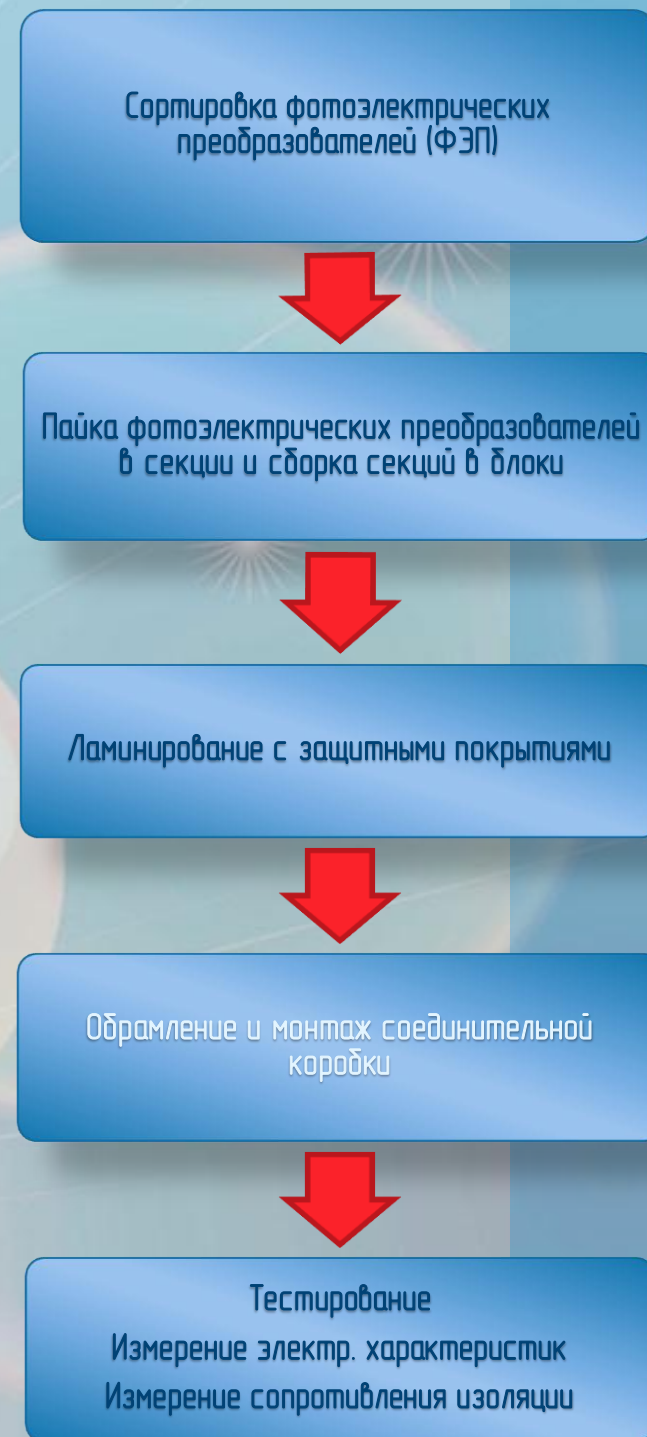 Сортировка фотоэлектрических
преобразователей (ФЭП)
Пайка фотоэлектрических преобразователей
в секции и сборка секций в блоки
Ламинирование с защитными покрытиями
Обрамление и монтаж соединительной
коробки
Тестирование
Измерение электр. характеристик
Измерение сопротивления изоляции